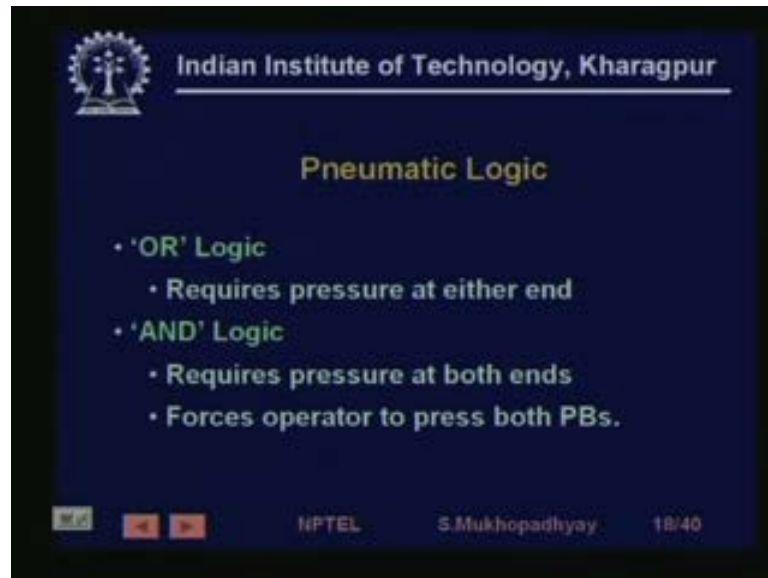 Indian Institute of Technology, Kharagpur
Pneumatic Logic
• 'OR' Logic
• Requires pressure at either end
• 'AND' Logic
• Requires pressure at both ends
• Forces operator to press both PBs.
NPTEL S.Mukhopadhyay 18/40